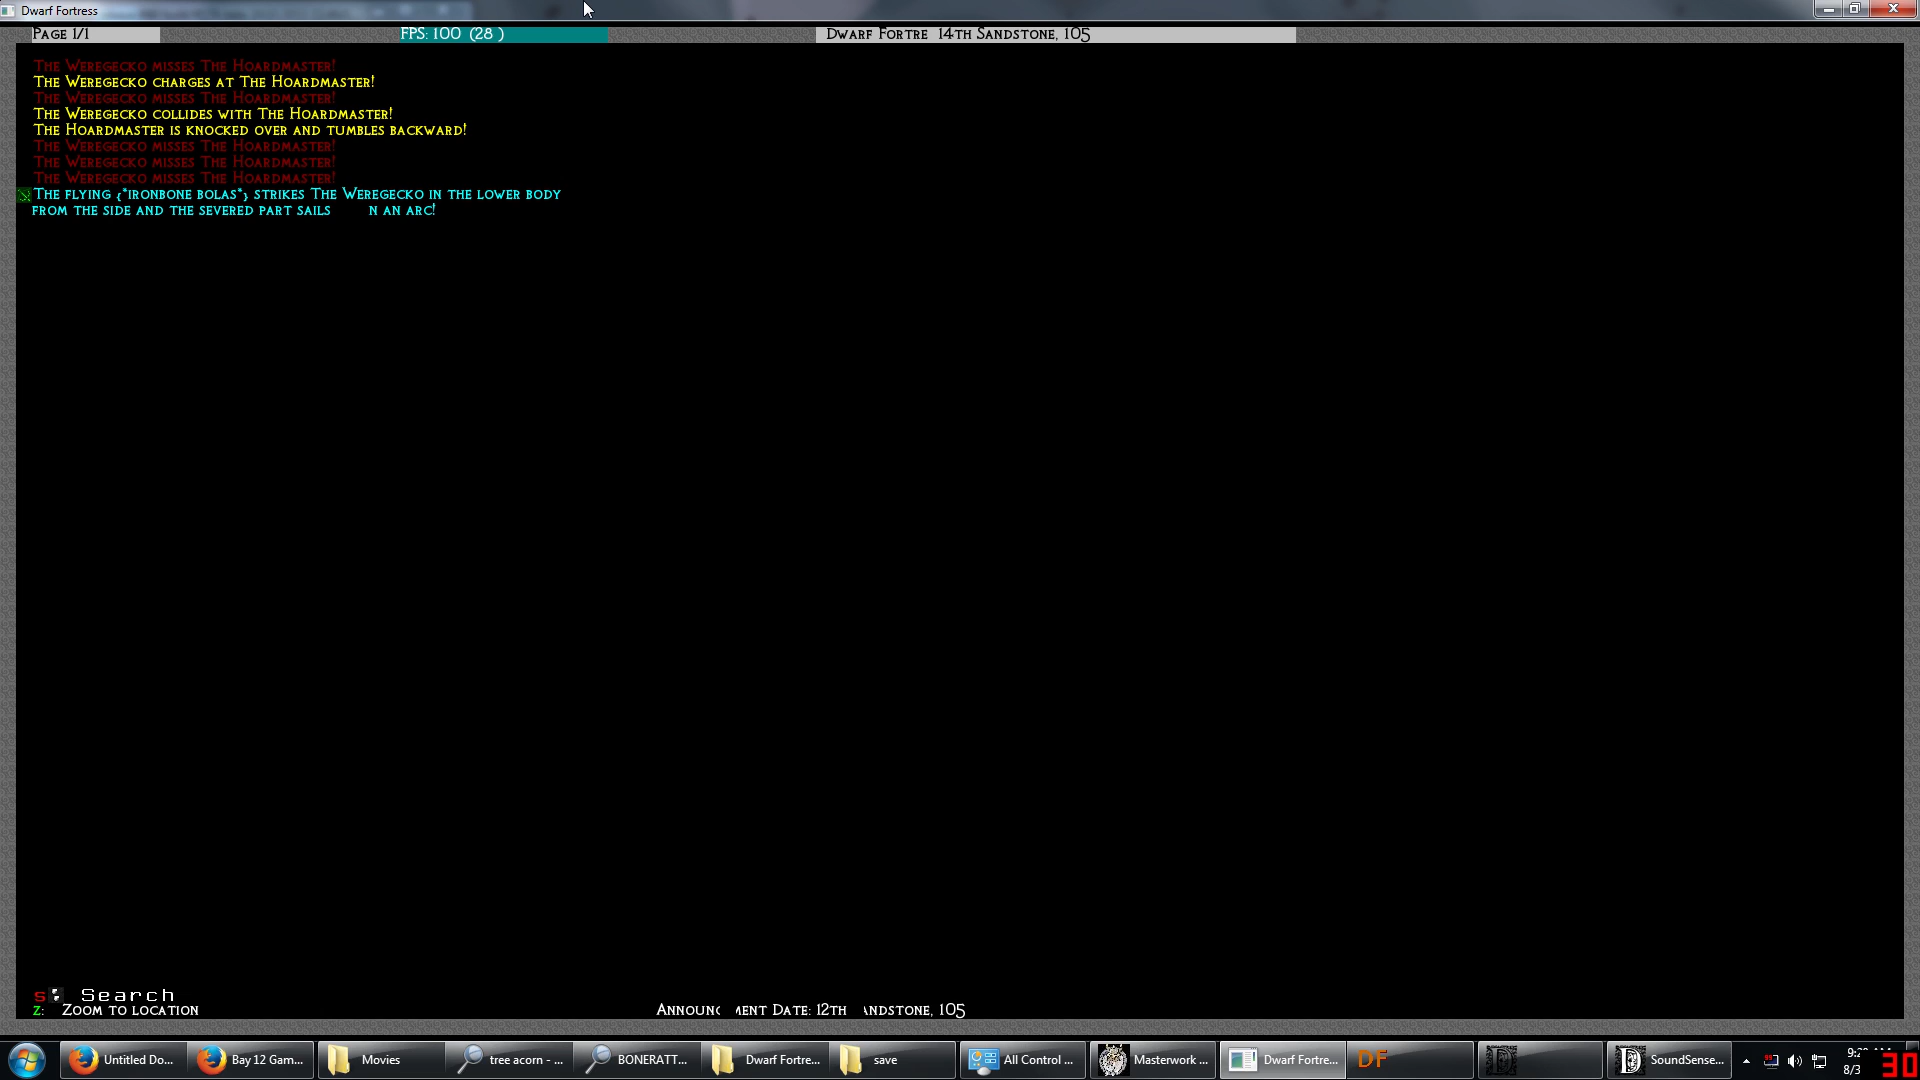 Dwarf Fortress
Page 1/1
FPS: 100 (28 )
Dwarf Fortre 14th Sandstone, 105
The Weregecko misses The Hoardmaster!
The Weregecko charges at The Hoardmaster!
The Weregecko misses The Hoardmaster!
The Weregecko collides with The Hoardmaster!
The Hoardmaster is knocked over and tumbles backward!
The Weregecko misses The Hoardmaster!
The Weregecko misses The Hoardmaster!
The Weregecko misses The Hoardmaster!
The flying {*ironbone bolas*} strikes The Weregecko in the lower body
from the side and the severed part sails n an arc!
s: Search
z: Zoom to location
Announc ment Date: 12th andstone, 105
Untitled Do...
Bay 12 Gam...
Movies
tree acorn - ...
BONERATT...
Dwarf Fortre...
save
All Control ...
Masterwork ...
Dwarf Fortre...
DF
SoundSense...
8/3
30